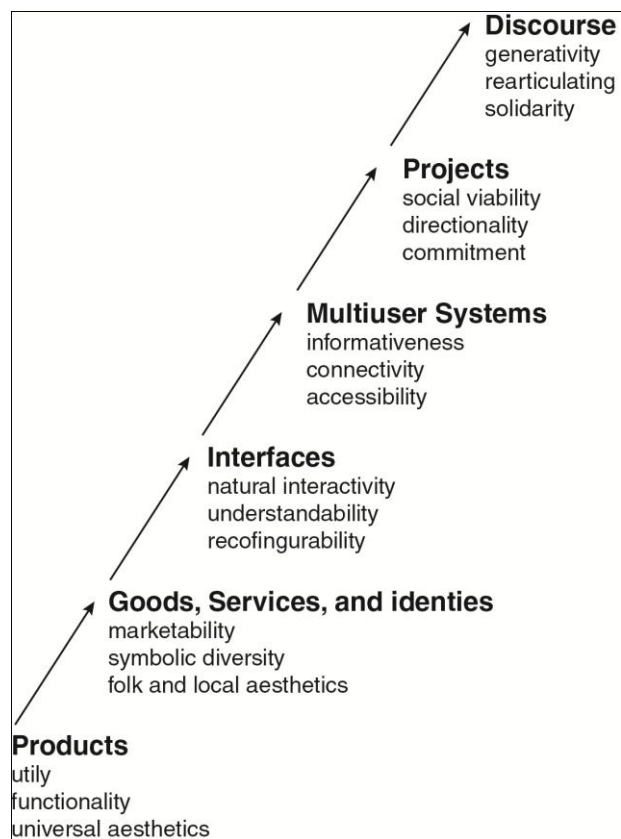 Discourse
generativity
rearticulating
solidarity
Projects
social viability
directionality
commitment
Multiuser Systems
informativeness
connectivity
accessibility
Interfaces
natural interactivity
understandability
recofingurability
Goods, Services, and identies
marketability
symbolic diversity
folk and local aesthetics
Products
utily
functionality
universal aesthetics